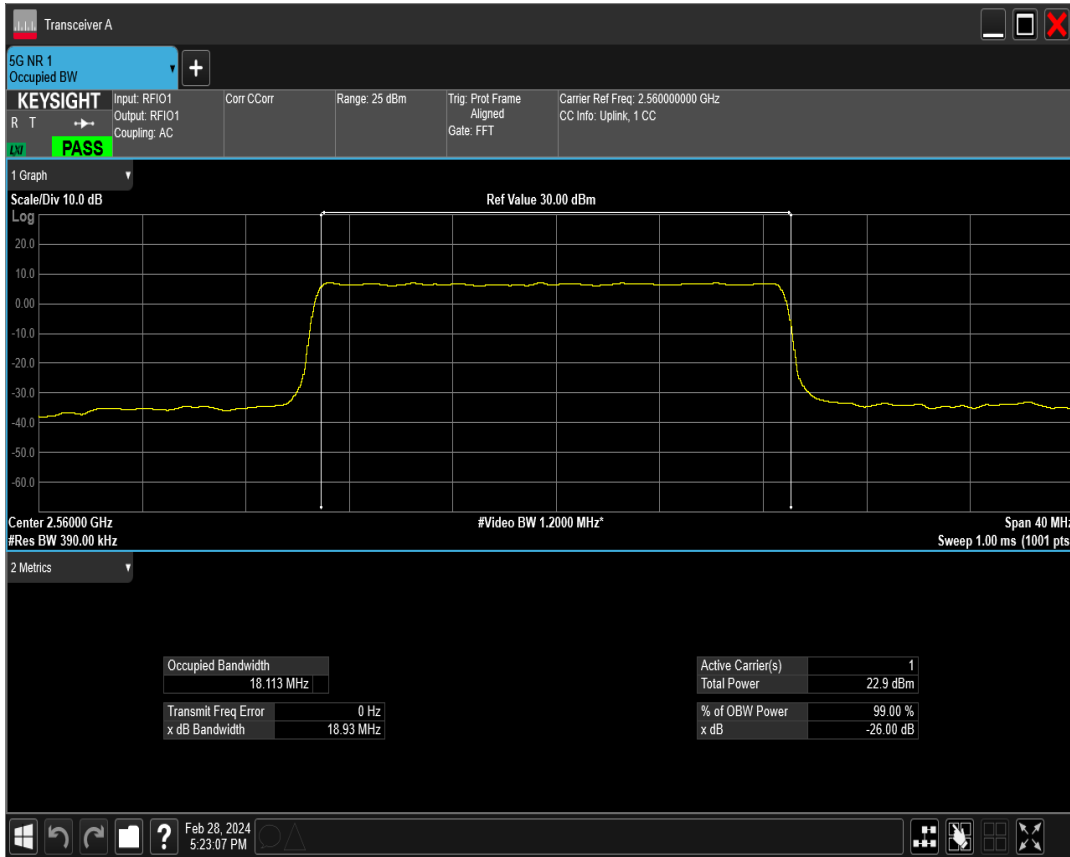 Transceiver A
5G NR 1
Occupied BW
KEYSIGHT
R T
LXI
PASS
Input: RFIO1
Output: RFIO1
Coupling: AC
Corr CCorr
Range: 25 dBm
Trig: Prot Frame
Aligned
Gate: FFT
Carrier Ref Freq: 2.560000000 GHz
CC Info: Uplink, 1 CC
1 Graph
Scale/Div 10.0 dB
Ref Value 30.00 dBm
Log
20.0
10.0
0.00
-10.0
-20.0
-30.0
-40.0
-50.0
-60.0
Center 2.56000 GHz
#Video BW 1.2000 MHz*
Span 40 MHz
#Res BW 390.00 kHz
Sweep 1.00 ms (1001 pts
2 Metrics
Occupied Bandwidth
18.113 MHz
Transmit Freq Error 0 Hz
x dB Bandwidth 18.93 MHz
Active Carrier(s) 1
Total Power 22.9 dBm
% of OBW Power 99.00 %
x dB -26.00 dB
?
Feb 28, 2024
5:23:07 PM